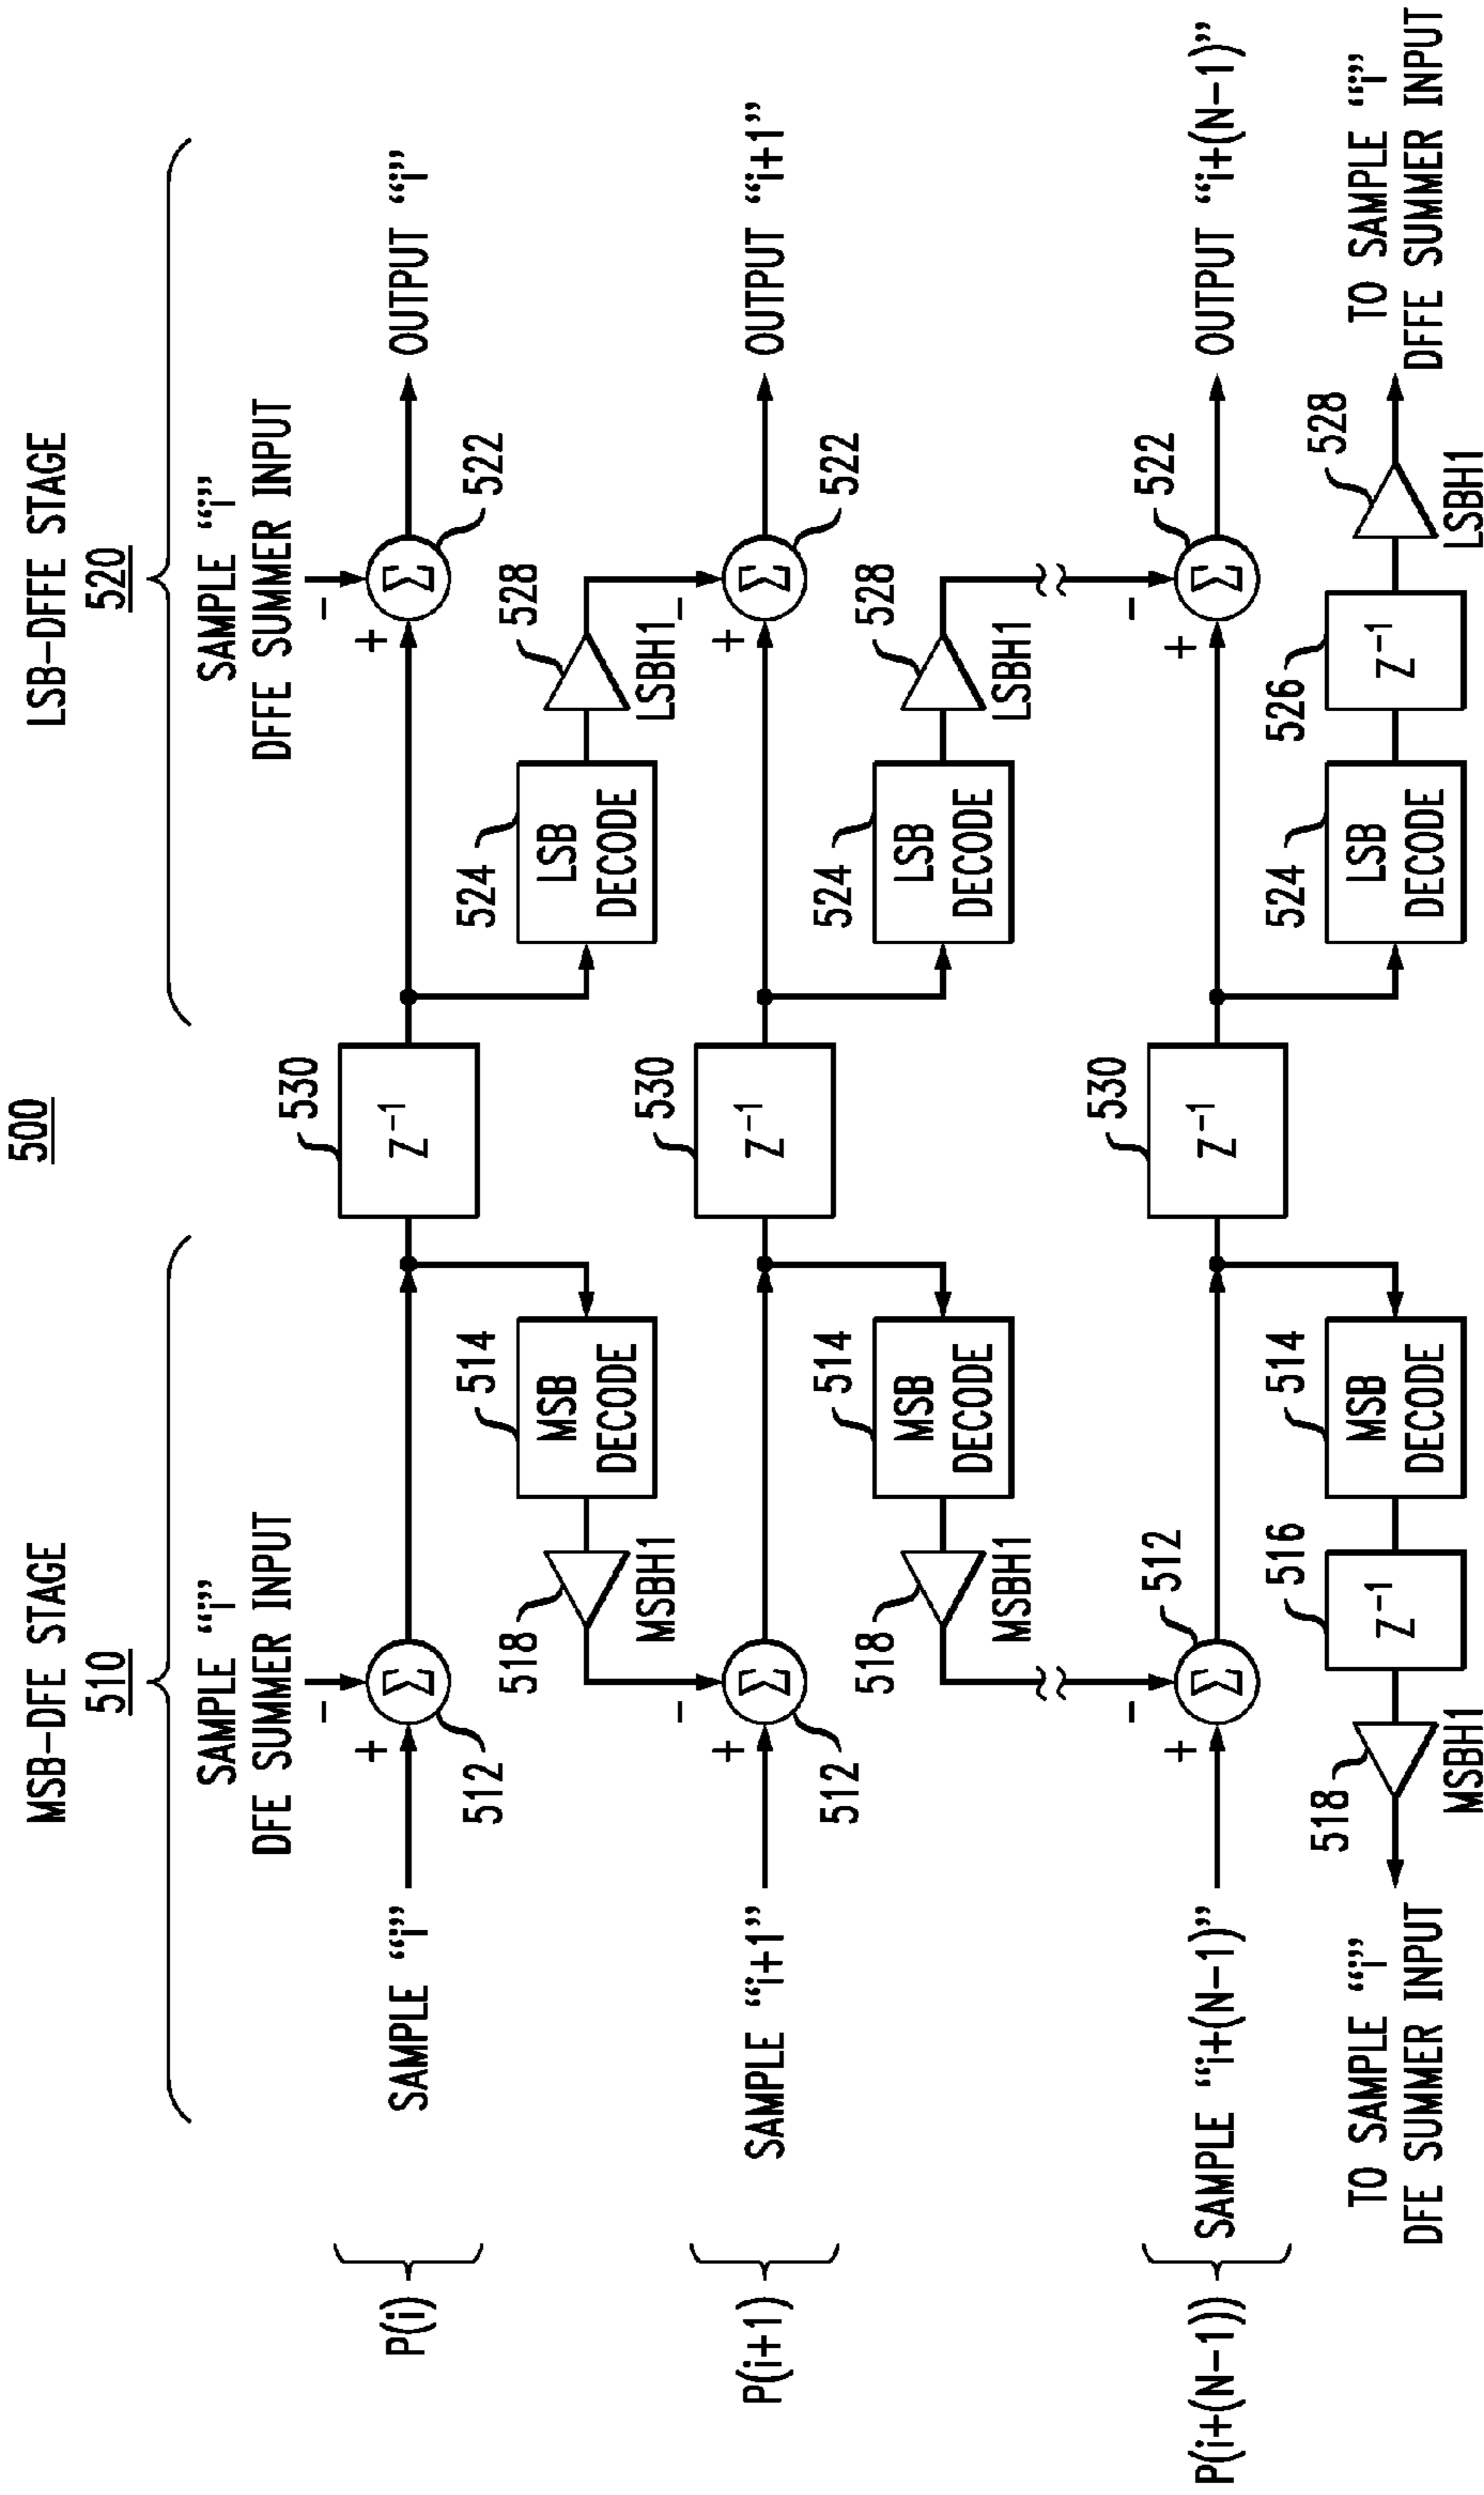 500
MSB-DFE STAGE
510
LSB-DFFE STAGE
520
SAMPLE “i”
DFE SUMMER INPUT
SAMPLE “i”
DFFE SUMMER INPUT
P(i)
SAMPLE “i”
+
-
Σ
512
530
Z-1
+
-
Σ
522
OUTPUT “i”
514
MSB
DECODE
518
MSBH1
524
LSB
DECODE
528
LSBH1
P(i+1)
SAMPLE “i+1”
+
-
Σ
512
530
Z-1
+
-
Σ
522
OUTPUT “i+1”
514
MSB
DECODE
518
MSBH1
524
LSB
DECODE
528
LSBH1
P(i+(N-1))
SAMPLE “i+(N-1)”
+
-
Σ
512
530
Z-1
+
-
Σ
522
OUTPUT “i+(N-1)”
TO SAMPLE “i”
DFE SUMMER INPUT
518
MSBH1
516
Z-1
514
MSB
DECODE
524
LSB
DECODE
526
Z-1
528
LSBH1
TO SAMPLE “i”
DFFE SUMMER INPUT